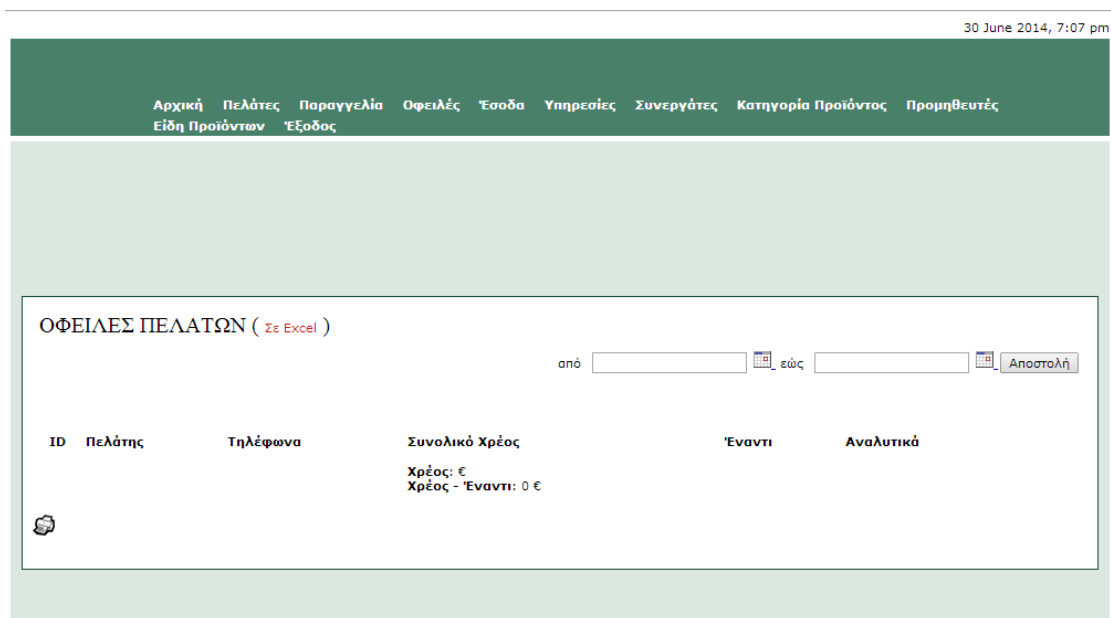 30 June 2014, 7:07 pm
Αρχική Πελάτες Παραγγελία Οφειλές Έσοδα Υπηρεσίες Συνεργάτες Κατηγορία Προϊόντος Προμηθευτές
Είδη Προϊόντων Έξοδος
ΟΦΕΙΛΕΣ ΠΕΛΑΤΩΝ ( Σε Excel )
από εώς Αποστολή
ID Πελάτης Τηλέφωνα Συνολικό Χρέος Έναντι Αναλυτικά
Χρέος: €
Χρέος - Έναντι: 0 €